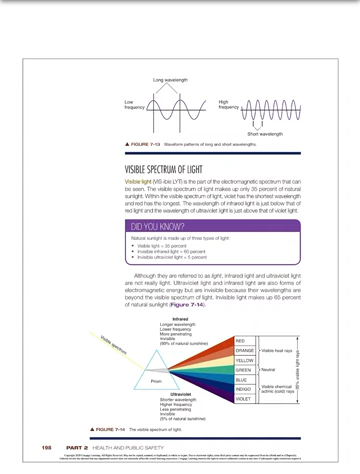 Long wavelength
Low
frequency
High
frequency
Short wavelength
▲ FIGURE 7-13 Waveform patterns of long and short wavelengths.
VISIBLE SPECTRUM OF LIGHT
Visible light (VIS-ible LYT) is the part of the electromagnetic spectrum that can
be seen. The visible spectrum of light makes up only 35 percent of natural
sunlight. Within the visible spectrum of light, violet has the shortest wavelength
and red has the longest. The wavelength of infrared light is just below that of
red light and the wavelength of ultraviolet light is just above that of violet light.
DID YOU KNOW?
Natural sunlight is made up of three types of light:
• Visible light = 35 percent
• Invisible infrared light = 60 percent
• Invisible ultraviolet light = 5 percent
Although they are referred to as light, infrared light and ultraviolet light
are not really light. Ultraviolet light and infrared light are also forms of
electromagnetic energy but are invisible because their wavelengths are
beyond the visible spectrum of light. Invisible light makes up 65 percent
of natural sunlight (Figure 7-14).
Infrared
Longer wavelength
Lower frequency
More penetrating
Invisible
(60% of natural sunshine)
Visible spectrum
Prism
RED
ORANGE
YELLOW
GREEN
BLUE
INDIGO
VIOLET
Visible heat rays
Neutral
Visible chemical
actinic (cold) rays
35% visible light rays
Ultraviolet
Shorter wavelength
Higher frequency
Less penetrating
Invisible
(5% of natural sunshine)
▲ FIGURE 7-14 The visible spectrum of light.
198 PART 2 HEALTH AND PUBLIC SAFETY